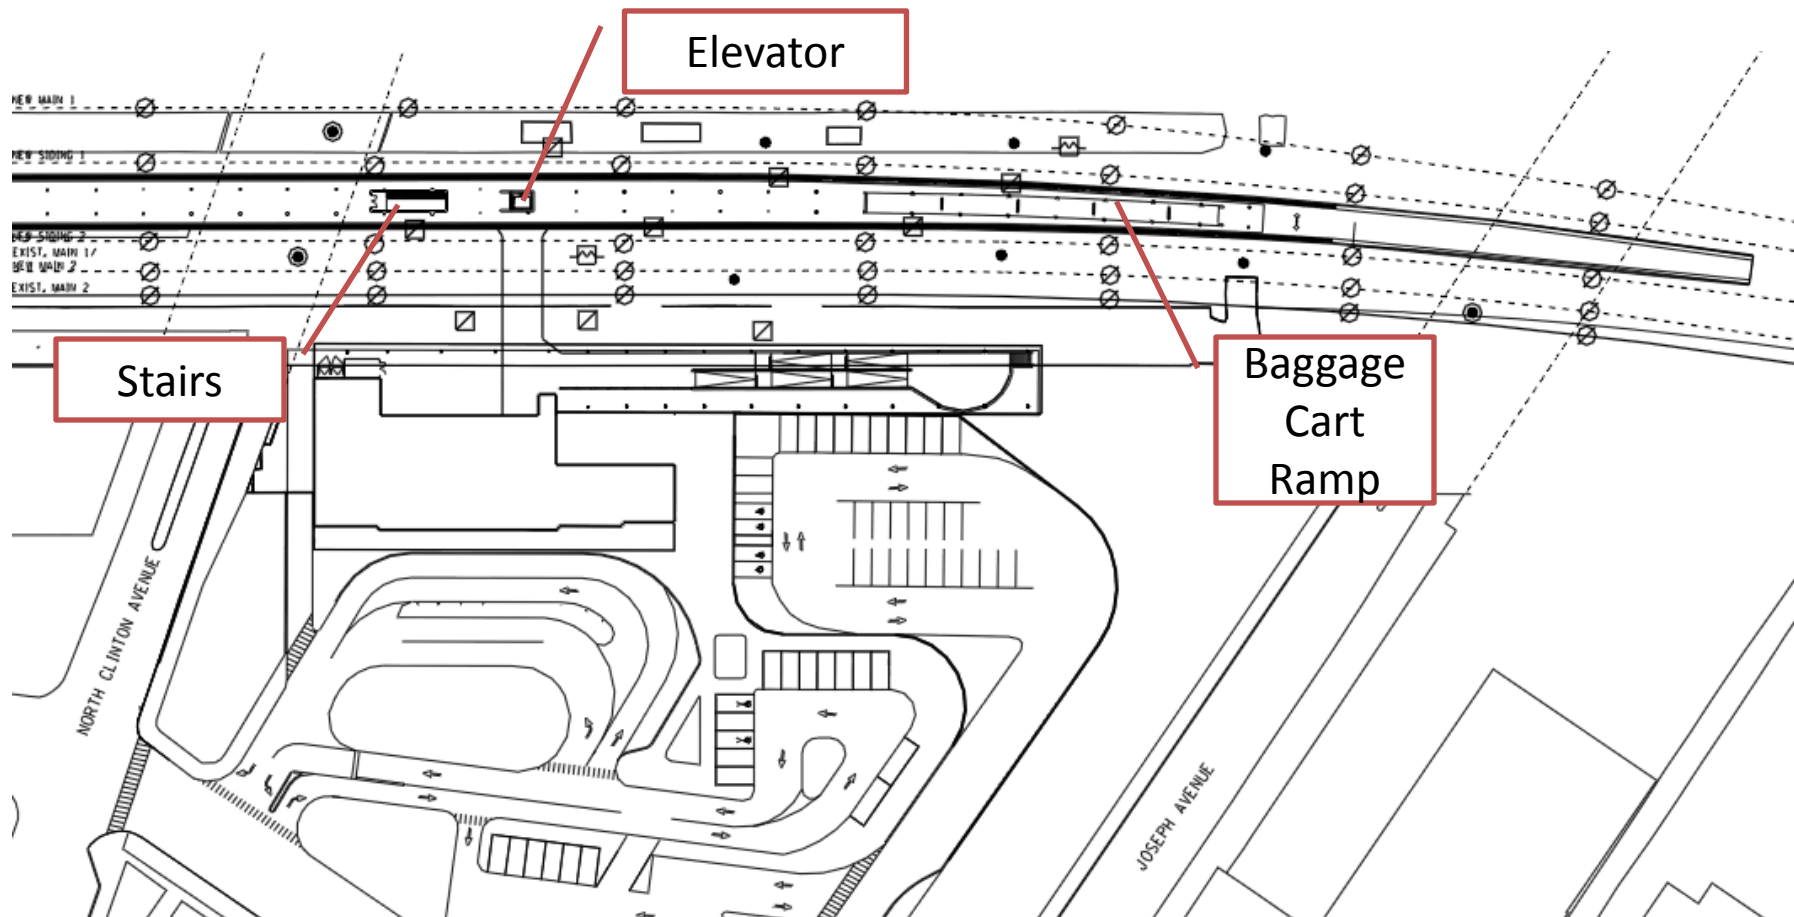 Elevator
NEW MAIN 1
NEW SIDING 1
NEW SIDING 2
EXIST. MAIN 1/
NEW MAIN 2
EXIST. MAIN 2
Stairs
Baggage
Cart
Ramp
NORTH CLINTON AVENUE
JOSEPH AVENUE